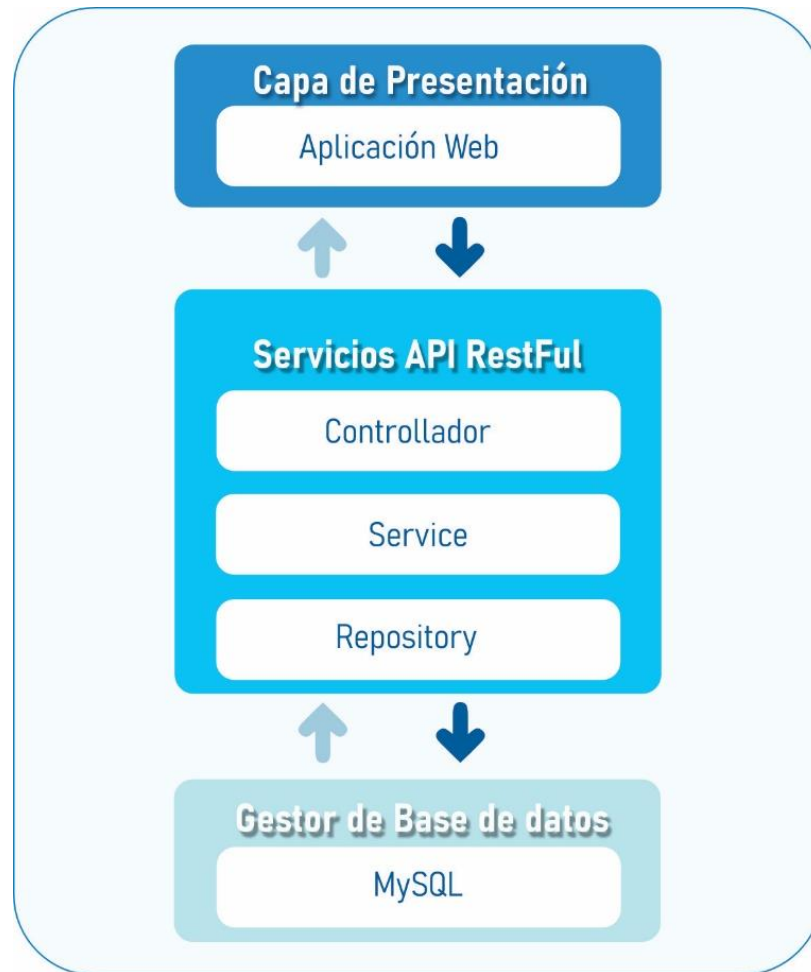 Capa de Presentación
Aplicación Web
Servicios API RestFul
Controllador
Service
Repository
Gestor de Base de datos
MySQL